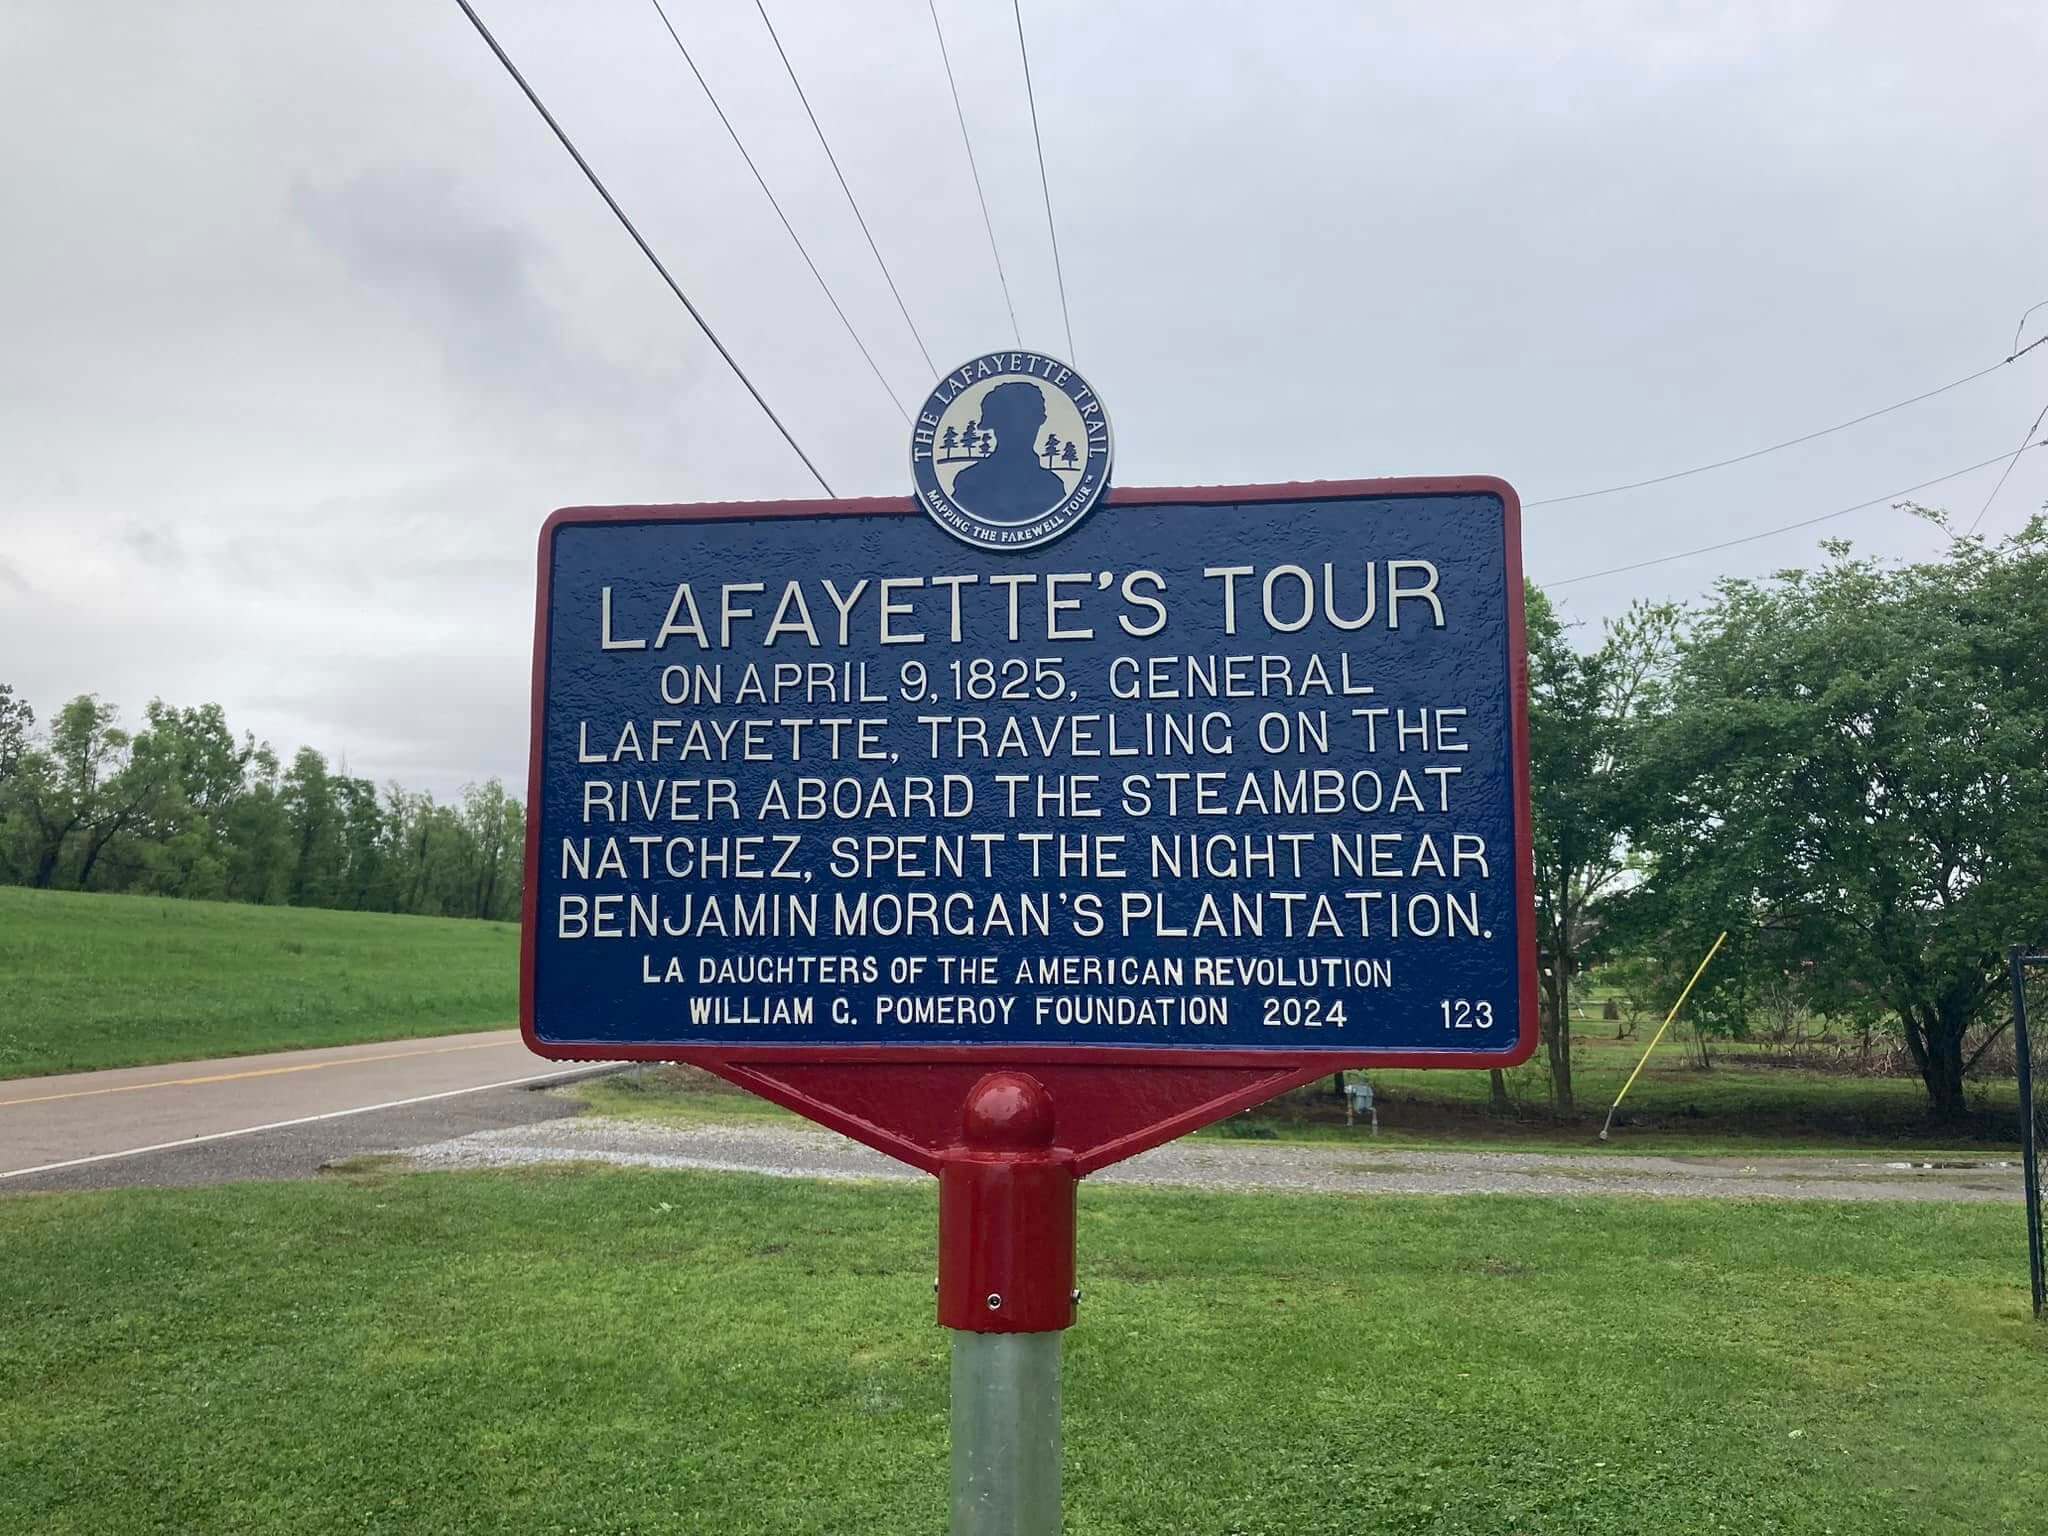 THE LAFAYETTE TRAIL
MAPPING THE FAREWELL TOUR™
LAFAYETTE'S TOUR
ON APRIL 9, 1825, GENERAL
LAFAYETTE, TRAVELING ON THE
RIVER ABOARD THE STEAMBOAT
NATCHEZ, SPENT THE NIGHT NEAR
BENJAMIN MORGAN'S PLANTATION.
LA DAUGHTERS OF THE AMERICAN REVOLUTION
WILLIAM G. POMEROY FOUNDATION 2024 123